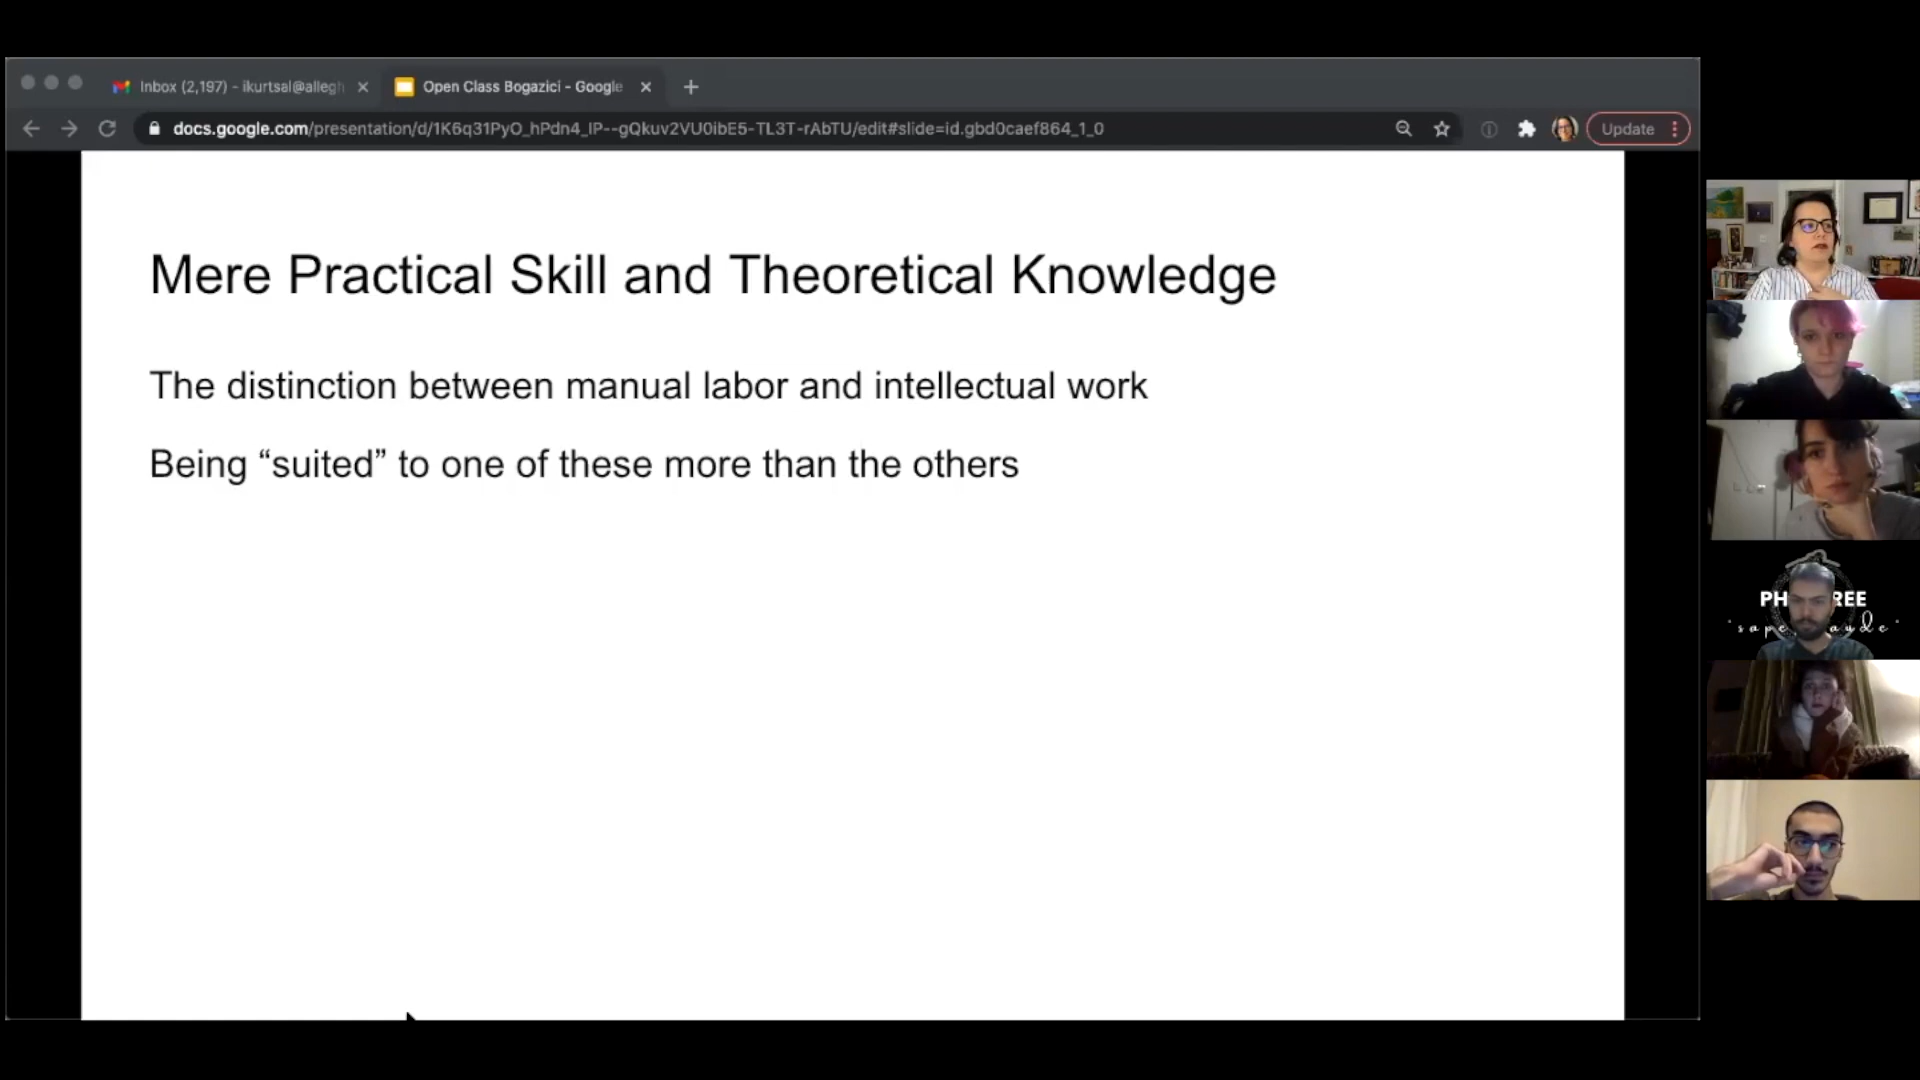 Inbox (2,197) - ikurtsal@allegh
Open Class Bogazici - Google
docs.google.com/presentation/d/1K6q31PyO_hPdn4_IP--gQkuv2VU0ibE5-TL3T-rAbTU/edit#slide=id.gbd0caef864_1_0
Update
Mere Practical Skill and Theoretical Knowledge
The distinction between manual labor and intellectual work
Being “suited” to one of these more than the others
PH REE
"sape aude"